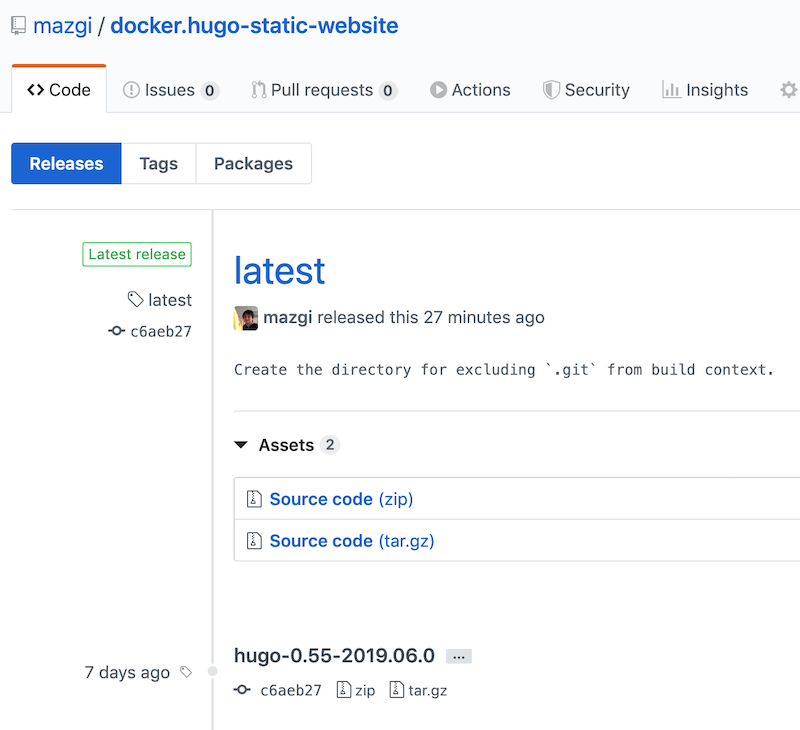 mazgi / docker.hugo-static-website
Code Issues 0 Pull requests 0 Actions Security Insights
Releases Tags Packages
Latest release
latest
c6aeb27
latest
mazgi released this 27 minutes ago
Create the directory for excluding `.git` from build context.
Assets 2
Source code (zip)
Source code (tar.gz)
7 days ago
hugo-0.55-2019.06.0 ...
c6aeb27 zip tar.gz